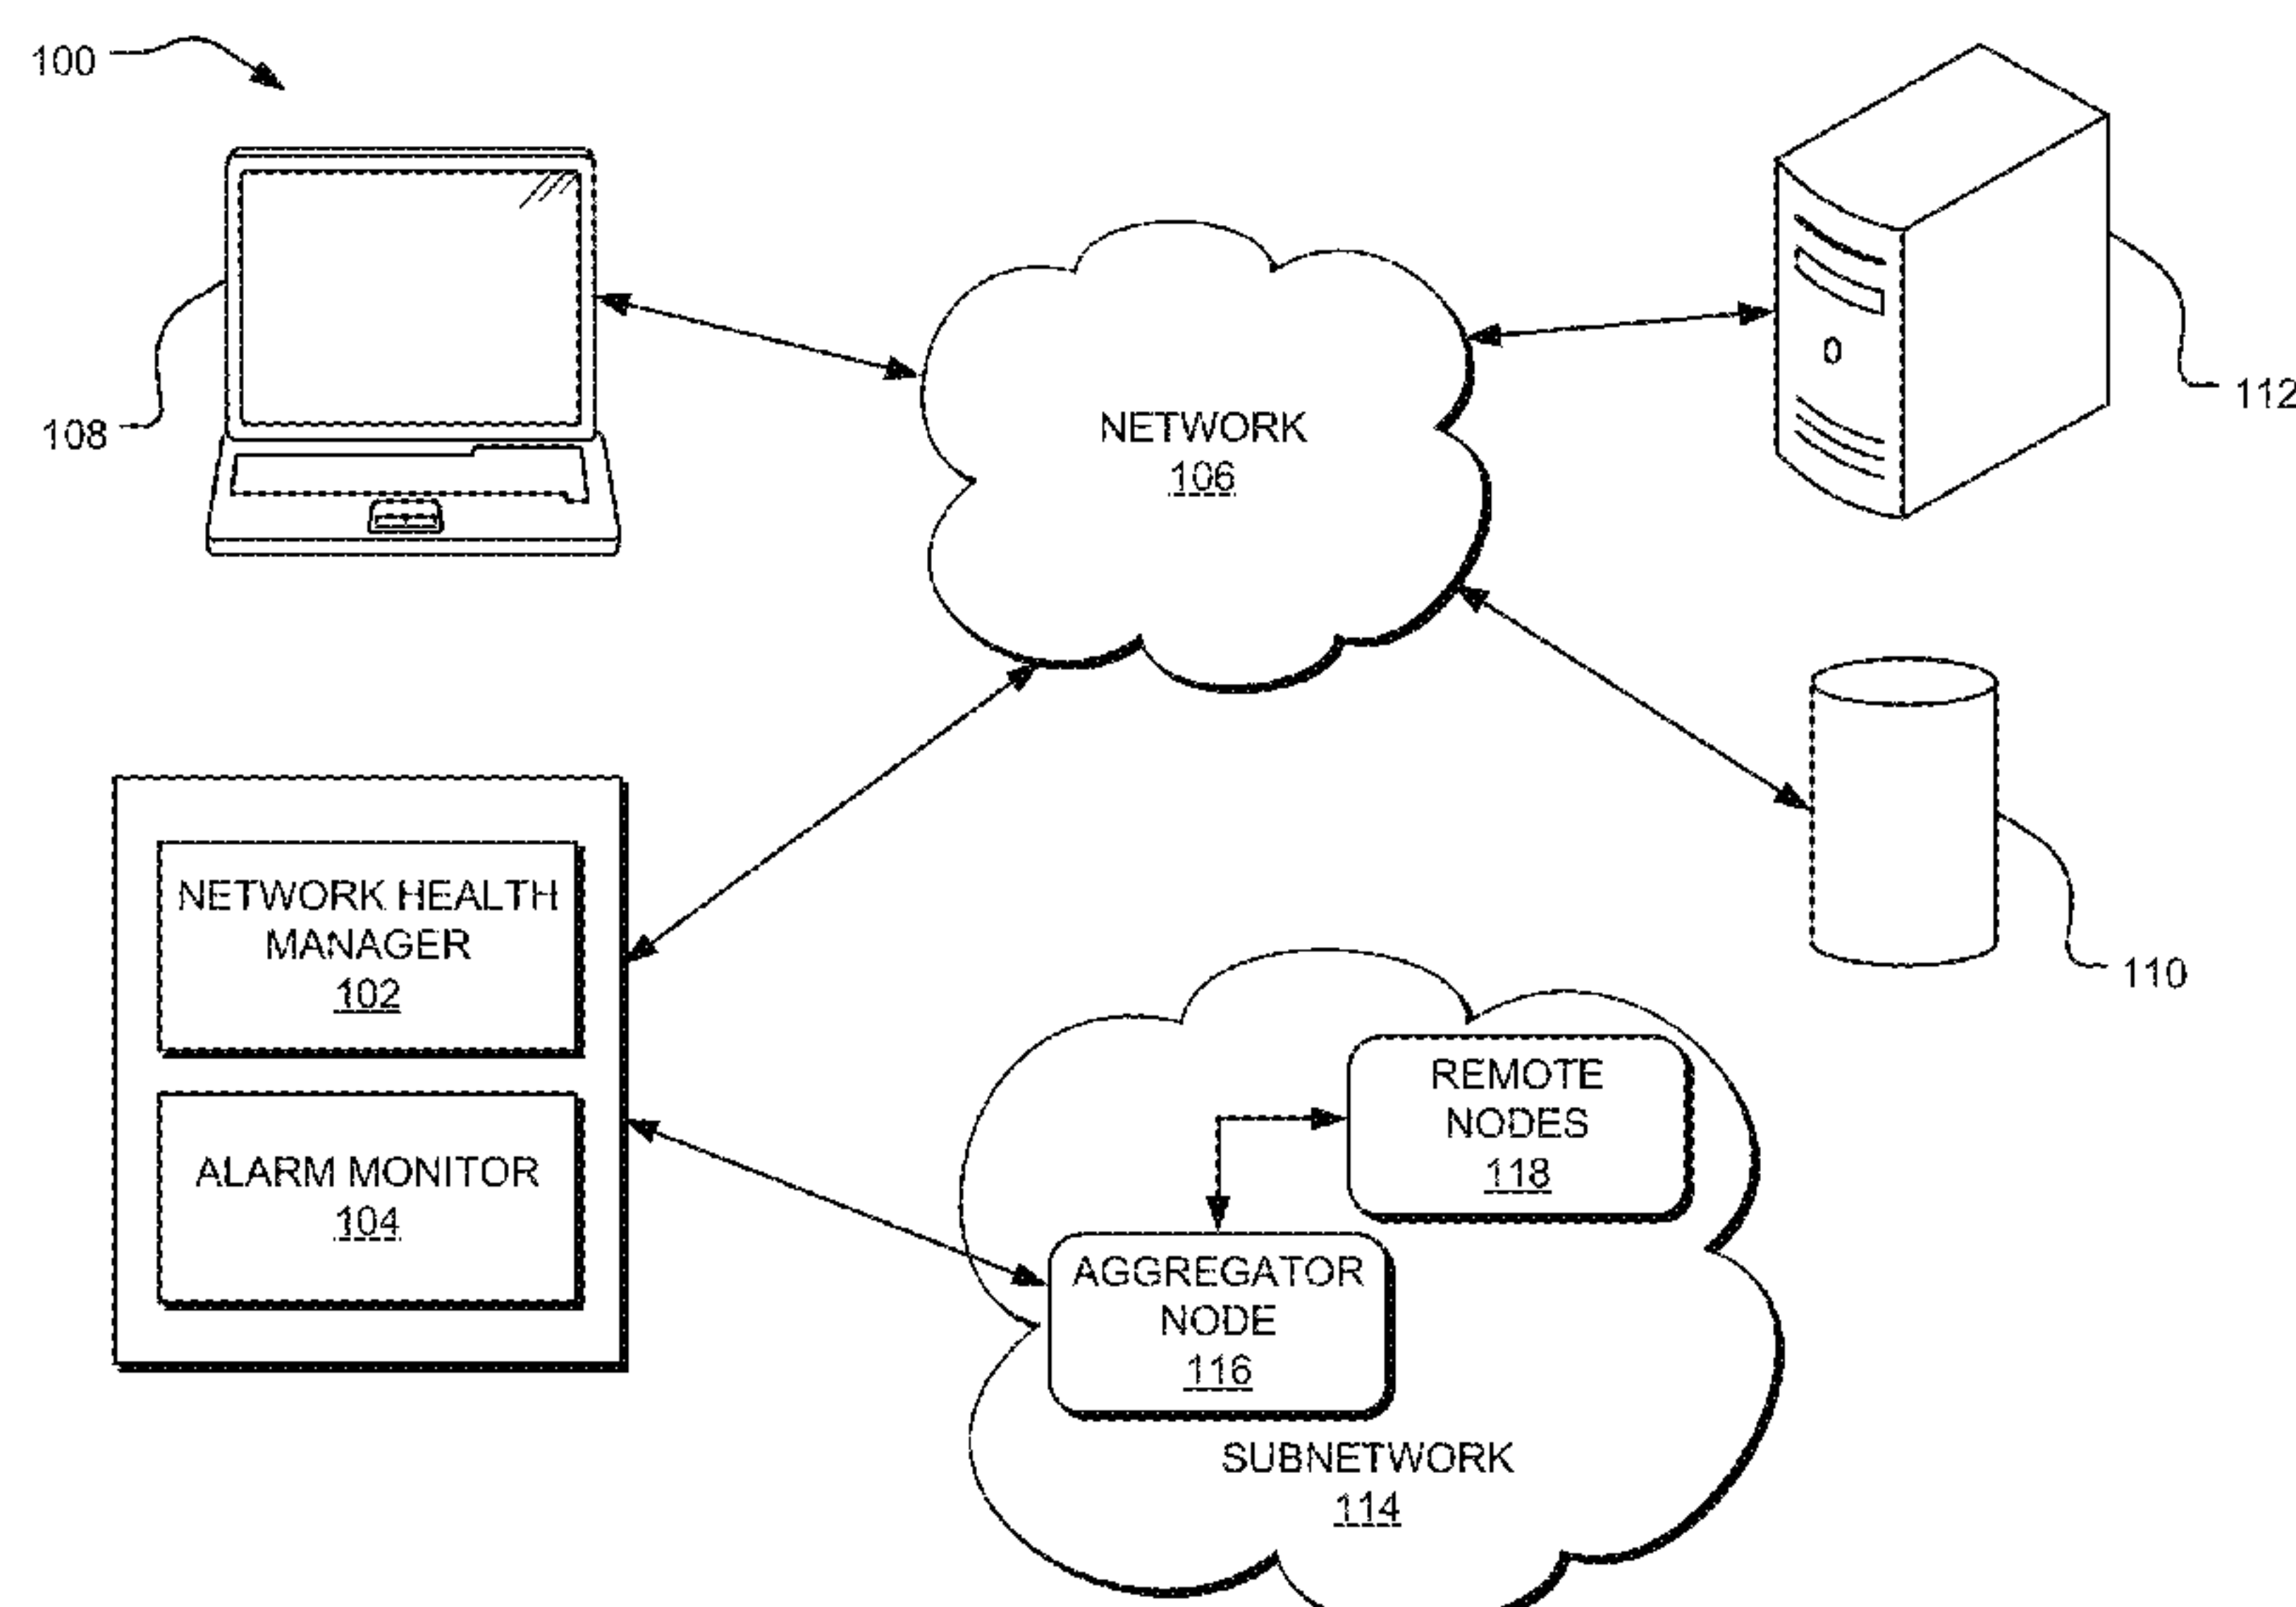 100
108
NETWORK
106
112
NETWORK HEALTH
MANAGER
102
110
ALARM MONITOR
104
REMOTE
NODES
118
AGGREGATOR
NODE
116
SUBNETWORK
114